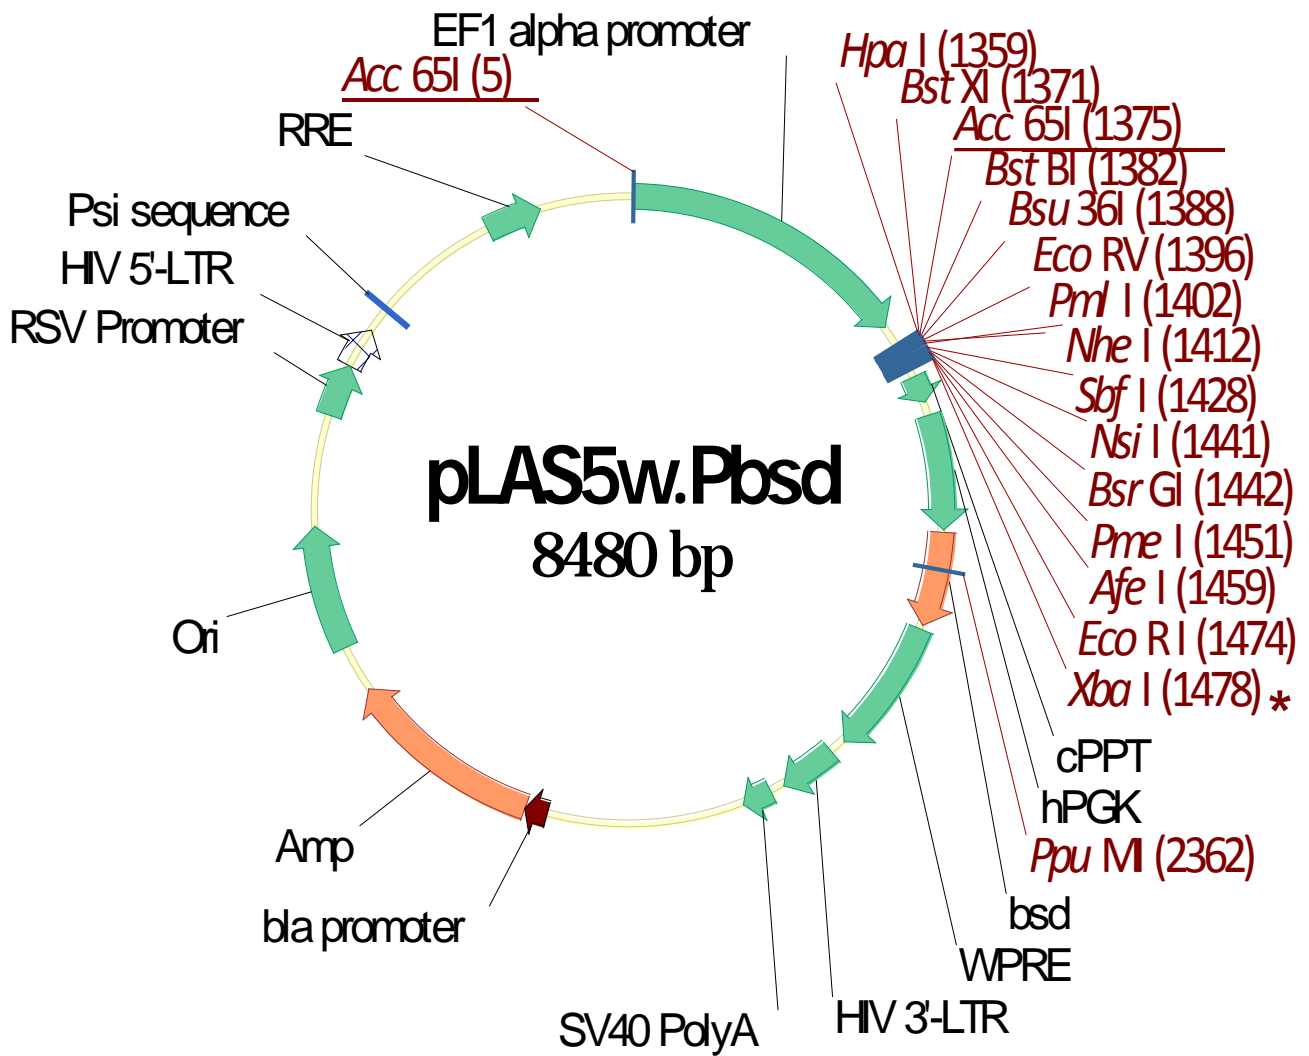 EF1 alpha promoter
Acc 65I (5)
RRE
Psi sequence
HIV 5'-LTR
RSV Promoter
Hpa I (1359)
Bst XI (1371)
Acc 65I (1375)
Bst BI (1382)
Bsu 36I (1388)
Eco RV (1396)
Pml I (1402)
Nhe I (1412)
Sbf I (1428)
Nsi I (1441)
Bsr GI (1442)
Pme I (1451)
Afe I (1459)
Eco R I (1474)
Xba I (1478) *
pLAS5w.Pbsd
8480 bp
Ori
cPPT
hPGK
Ppu MI (2362)
bsd
WPRE
HIV 3'-LTR
SV40 PolyA
Amp
bla promoter